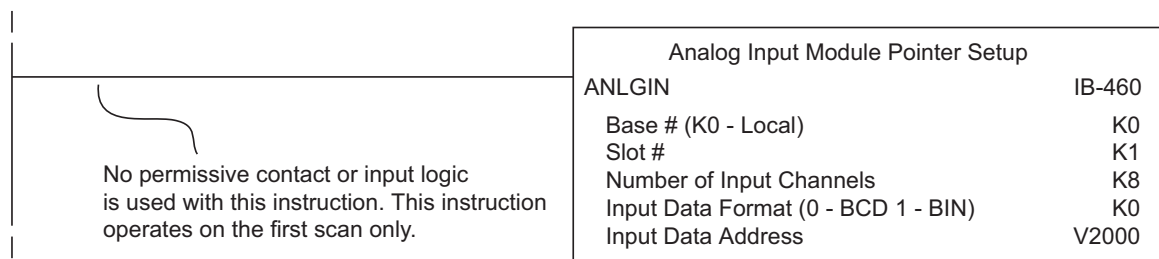 Analog Input Module Pointer Setup
ANLGIN IB-460
Base # (K0 - Local) K0
Slot # K1
Number of Input Channels K8
Input Data Format (0 - BCD 1 - BIN) K0
Input Data Address V2000
No permissive contact or input logic
is used with this instruction. This instruction
operates on the first scan only.